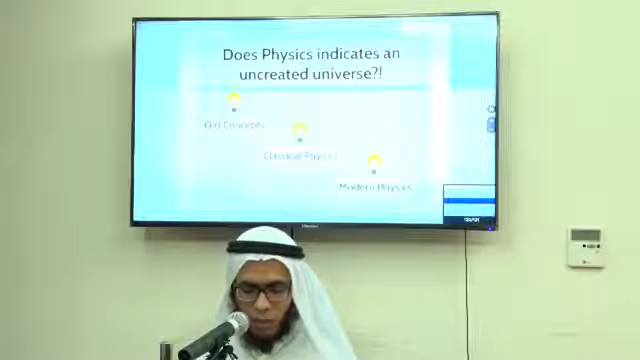 Does Physics indicates an
uncreated universe?!
Old Concepts
Classical Physics
Modern Physics